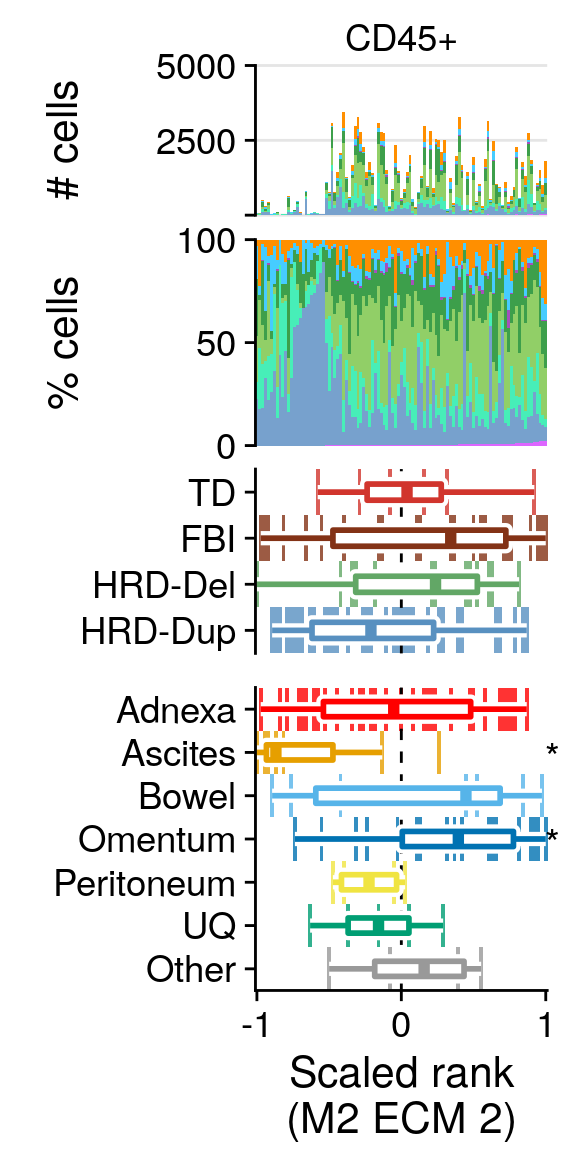 CD45+
5000
2500
# cells
100
50
0
% cells
TD
FBI
HRD-Del
HRD-Dup
Adnexa
Ascites *
Bowel
Omentum *
Peritoneum
UQ
Other
-1 0 1
Scaled rank
(M2 ECM 2)